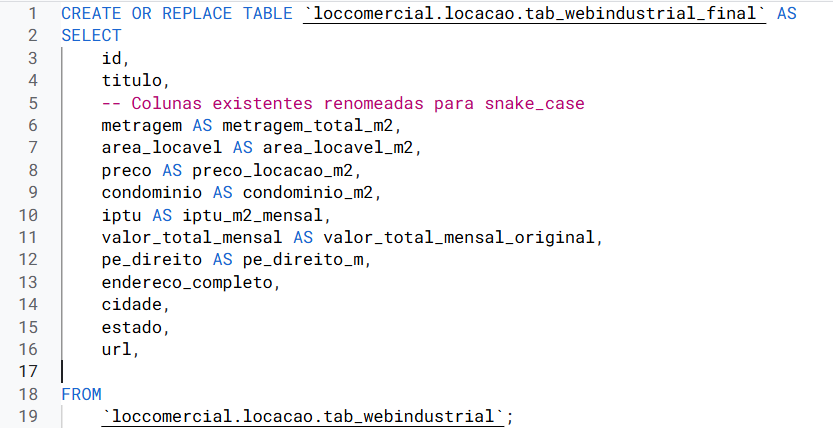 1 CREATE OR REPLACE TABLE `loccomercial.locacao.tab_webindustrial_final` AS
2 SELECT
3 id,
4 titulo,
5 -- Colunas existentes renomeadas para snake_case
6 metragem AS metragem_total_m2,
7 area_locavel AS area_locavel_m2,
8 preco AS preco_locacao_m2,
9 condominio AS condominio_m2,
10 iptu AS iptu_m2_mensal,
11 valor_total_mensal AS valor_total_mensal_original,
12 pe_direito AS pe_direito_m,
13 endereco_completo,
14 cidade,
15 estado,
16 url,
17
18 FROM
19 `loccomercial.locacao.tab_webindustrial`;